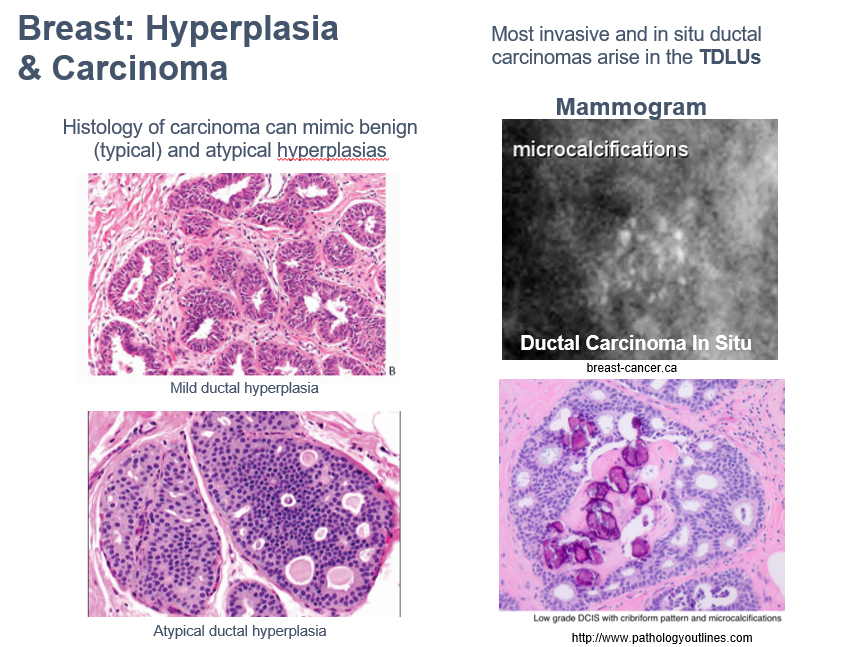 Breast: Hyperplasia
& Carcinoma
Histology of carcinoma can mimic benign
(typical) and atypical hyperplasias
B
Mild ductal hyperplasia
Atypical ductal hyperplasia
Most invasive and in situ ductal
carcinomas arise in the TDLUs
Mammogram
microcalcifications
Ductal Carcinoma In Situ
breast-cancer.ca
Low grade DCIS with cribriform pattern and microcalcifications
http://www.pathologyoutlines.com